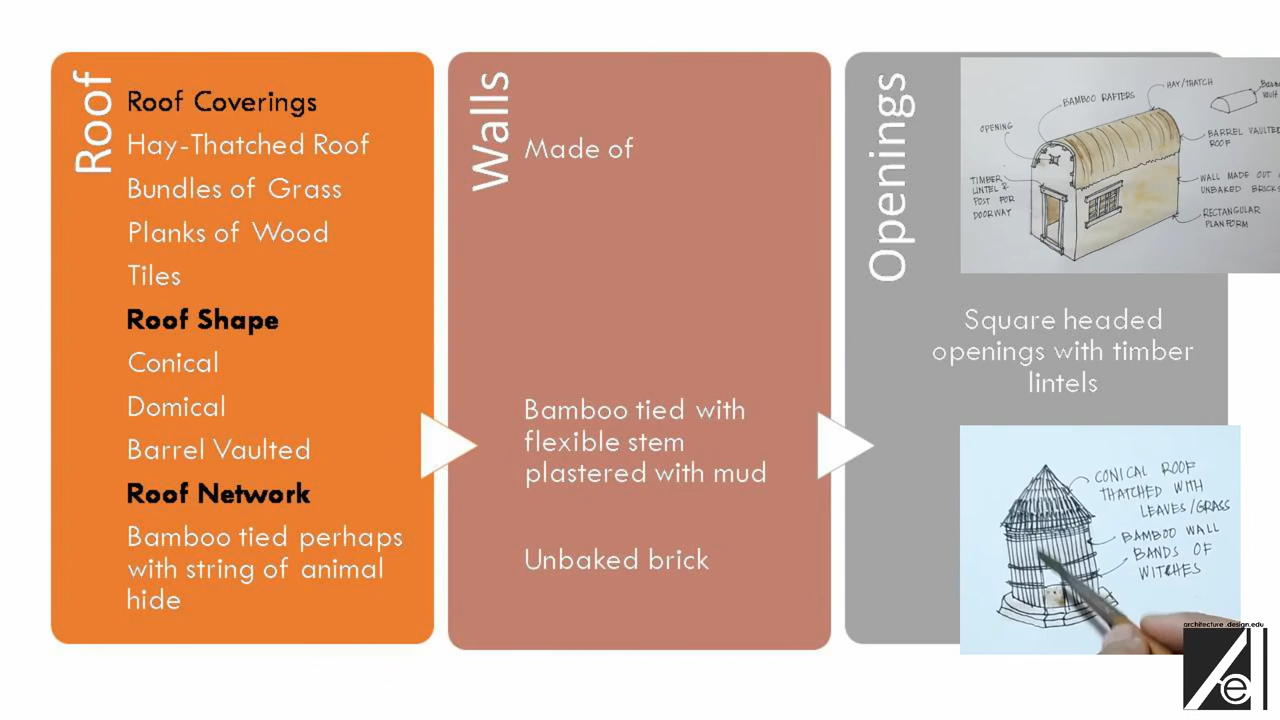 Roof
Roof Coverings
Hay-Thatched Roof
Bundles of Grass
Planks of Wood
Tiles
Roof Shape
Conical
Domical
Barrel Vaulted
Roof Network
Bamboo tied perhaps
with string of animal
hide
Walls
Made of
Bamboo tied with
flexible stem
plastered with mud
Unbaked brick
Openings
HAY/THATCH
BAMBOO RAFTERS
OPENING
BARREL VAULTED
ROOF
TIMBER
LINTEL &
POST FOR
DOORWAY
WALL MADE OUT
UNBAKED BRICKS
RECTANGULAR
PLAN FORM
Square headed
openings with timber
lintels
CONICAL ROOF
THATCHED WITH
LEAVES/GRASS
BAMBOO WALL
BANDS OF
WITCHES
architecture.design.edu